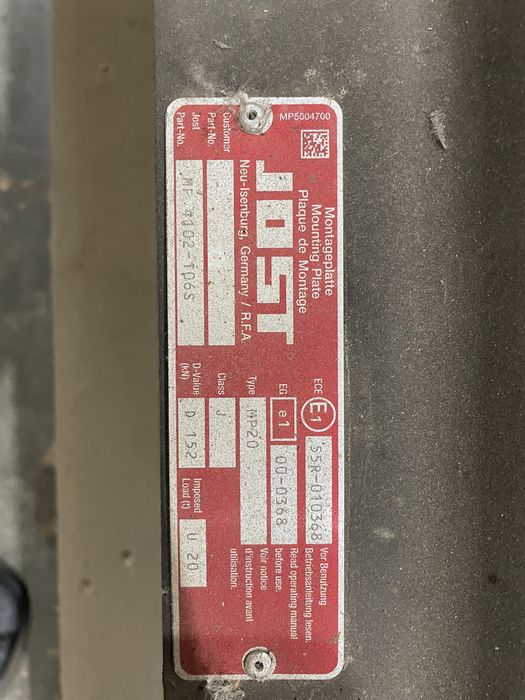 MP5004700
Montageplatte
Mounting Plate
Plaque de Montage
JOST
Neu-Isenburg, Germany / R.F.A
Customer
Part-No.
Jost
Part-No.
MP 4102-106S
ECE
E1
55R-010368
EG
e1
00-0368
Type
MP20
Class
J
D-Value
(kN)
D 152
Imposed
Load (t)
U 20
Vor Benutzung
Betriebsanleitung lesen.
Read operating manual
before use.
Voir notice
d'instruction avant
utilisation.